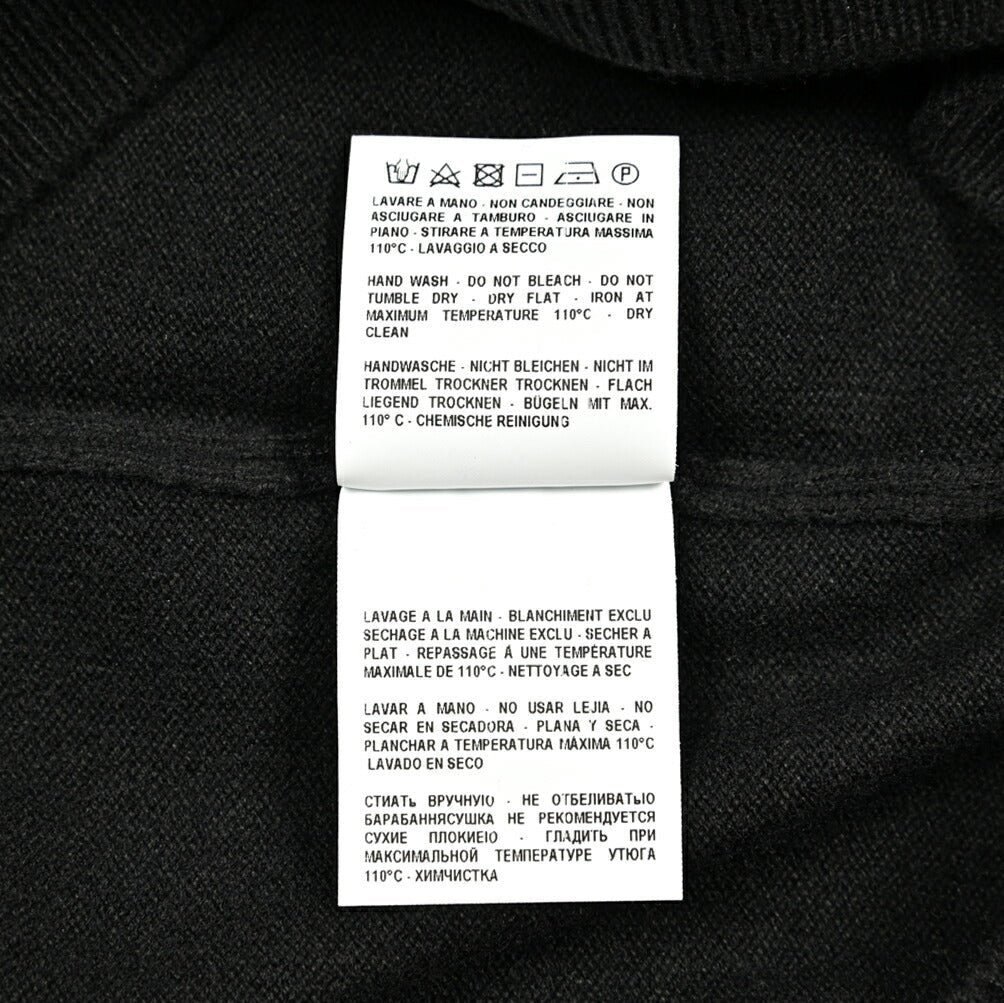 P
LAVARE A MANO - NON CANDEGGIARE - NON
ASCIUGARE A TAMBURO - ASCIUGARE IN
PIANO - STIRARE A TEMPERATURA MASSIMA
110°C - LAVAGGIO A SECCO
HAND WASH - DO NOT BLEACH - DO NOT
TUMBLE DRY - DRY FLAT - IRON AT
MAXIMUM TEMPERATURE 110°C - DRY
CLEAN
HANDWASCHE - NICHT BLEICHEN - NICHT IM
TROMMEL TROCKNER TROCKNEN - FLACH
LIEGEND TROCKNEN - BÜGELN MIT MAX.
110° C - CHEMISCHE REINIGUNG
LAVAGE A LA MAIN - BLANCHIMENT EXCLU
SECHAGE A LA MACHINE EXCLU - SECHER A
PLAT - REPASSAGE Á UNE TEMPÉRATURE
MAXIMALE DE 110°C - NETTOYAGE A SEC
LAVAR A MANO - NO USAR LEJIA - NO
SECAR EN SECADORA - PLANA Y SECA -
PLANCHAR A TEMPERATURA MÁXIMA 110°C
LAVADO EN SECO
СТИАТЬ ВРУЧНУЮ - НЕ ОТБЕЛИВАТЬЮ
БАРАБАННЯСУШКА НЕ РЕКОМЕНДУЕТСЯ
СУХИЕ ПЛОКИЕІО - ГЛАДИТЬ ПРИ
МАКСИМАЛЬНОЙ ТЕМПЕРАТУРЕ УТЮГА
110°C - ХИМЧИСТКА